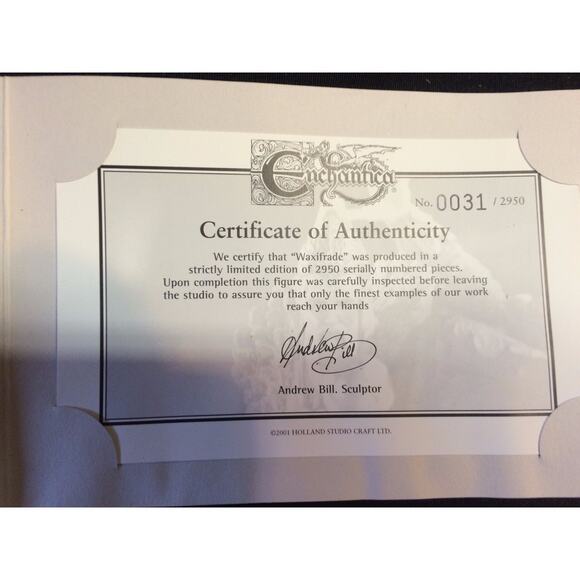 Enchantica®
No. 0031 / 2950
Certificate of Authenticity
We certify that "Waxifrade" was produced in a
strictly limited edition of 2950 serially numbered pieces.
Upon completion this figure was carefully inspected before leaving
the studio to assure you that only the finest examples of our work
reach your hands
Andrew Bill
Andrew Bill. Sculptor
©2001 HOLLAND STUDIO CRAFT LTD.